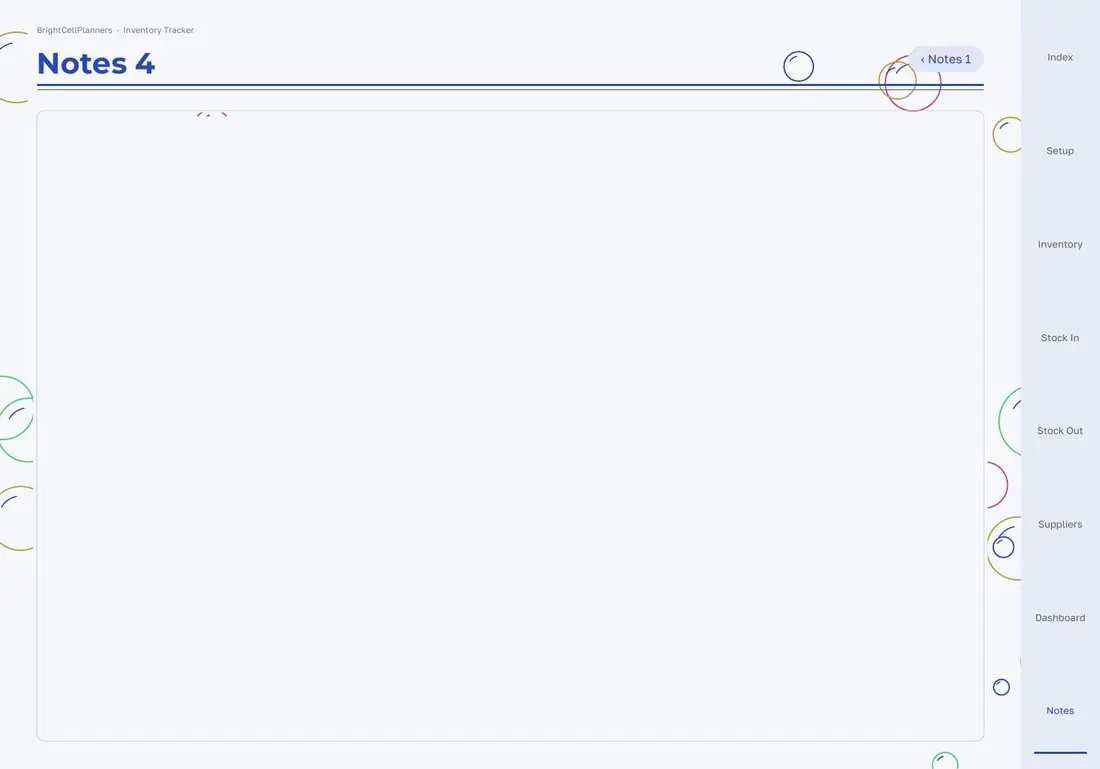 BrightCellPlanners · Inventory Tracker
Notes 4
‹ Notes 1
Index
Setup
Inventory
Stock In
Stock Out
Suppliers
Dashboard
Notes